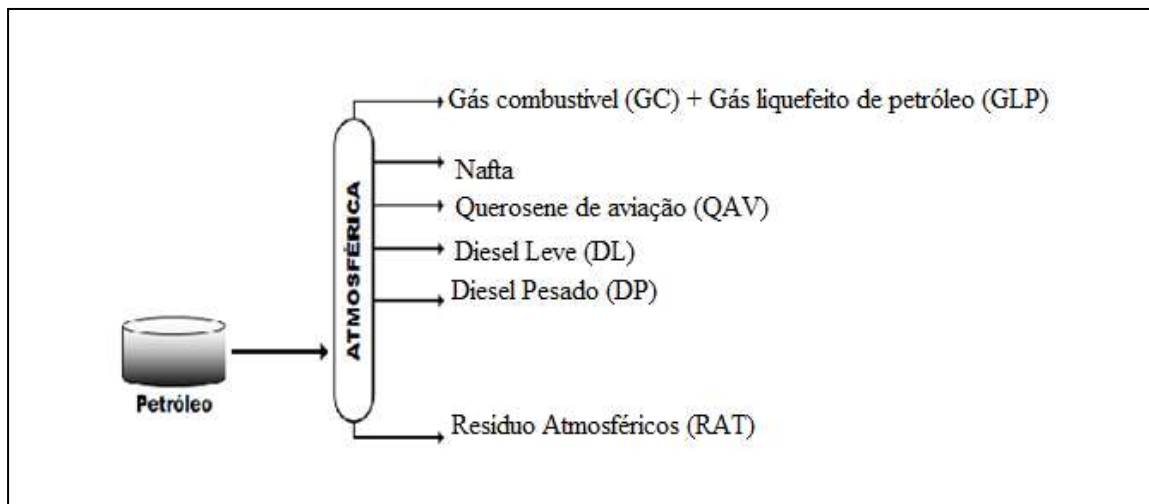 Gás combustível (GC) + Gás liquefeito de petróleo (GLP)
Nafta
Querosene de aviação (QAV)
Diesel Leve (DL)
Diesel Pesado (DP)
ATMOSFÉRICA
Petróleo
Resíduo Atmosféricos (RAT)